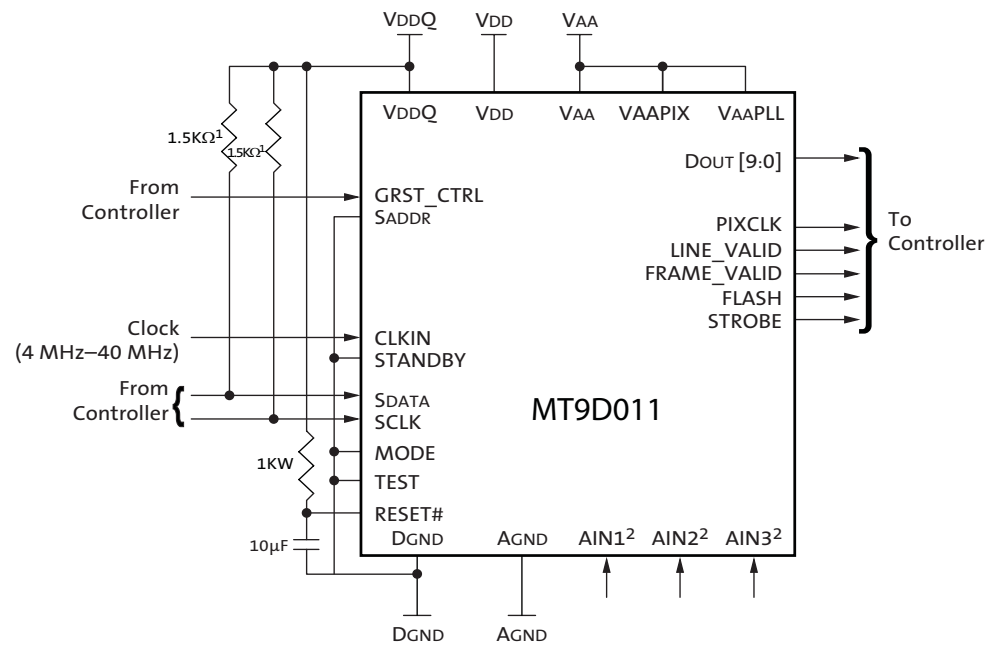 VDDQ
VDD
VAA
VDDQ
VDD
VAA
VAAPIX
VAAPLL
1.5KΩ1
1.5KΩ1
DOUT [9:0]
From
Controller
GRST_CTRL
SADDR
PIXCLK
LINE_VALID
FRAME_VALID
FLASH
STROBE
To
Controller
Clock
(4 MHz–40 MHz)
CLKIN
STANDBY
From
Controller
SDATA
SCLK
MT9D011
1KW
MODE
TEST
RESET#
10µF
DGND
AGND
AIN1²
AIN2²
AIN3²
DGND
AGND